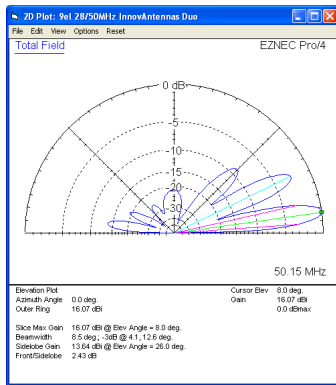 2D Plot: 9el 28/50MHz InnovAntennas Duo
File Edit View Options Reset
Total Field
EZNEC Pro/4
0 dB
-5
-10
-15
-20
-30
50.15 MHz
Elevation Plot
Azimuth Angle 0.0 deg.
Outer Ring 16.07 dBi
Cursor Elev 8.0 deg.
Gain 16.07 dBi
0.0 dBmax
Slice Max Gain 16.07 dBi @ Elev Angle = 8.0 deg.
Beamwidth 8.5 deg.; -3dB @ 4.1, 12.6 deg.
Sidelobe Gain 13.64 dBi @ Elev Angle = 26.0 deg.
Front/Sidelobe 2.43 dB